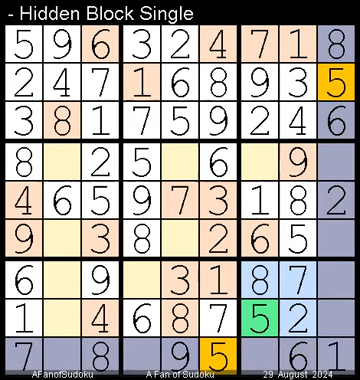 - Hidden Block Single
5 9 6 3 2 4 7 1 8
2 4 7 1 6 8 9 3 5
3 8 1 7 5 9 2 4 6
8 2 5 6 9
4 6 5 9 7 3 1 8 2
9 3 8 2 6 5
6 9 3 1 8 7
1 4 6 8 7 5 2
7 8 9 5 6 1
AFanofSudoku A Fan of Sudoku 29 August 2024